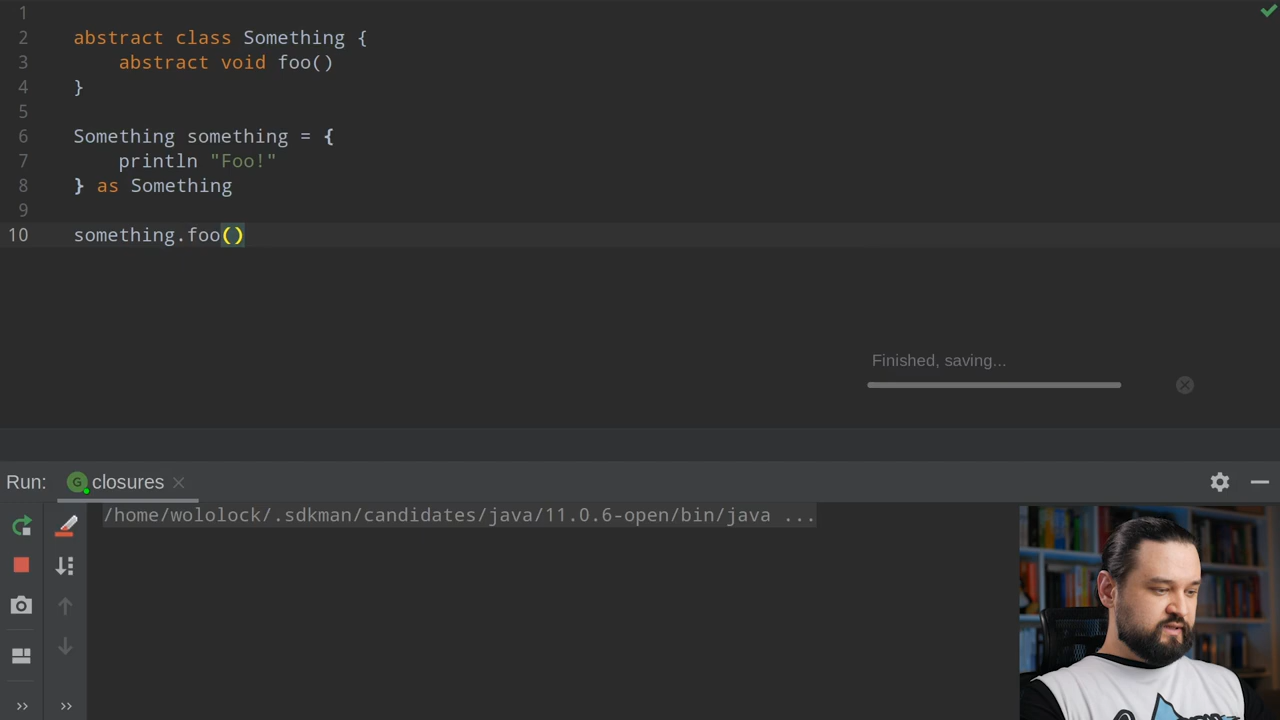 1
2 abstract class Something {
3 abstract void foo()
4 }
5
6 Something something = {
7 println "Foo!"
8 } as Something
9
10 something.foo()
Finished, saving...
Run: G closures
/home/wololock/.sdkman/candidates/java/11.0.6-open/bin/java ...